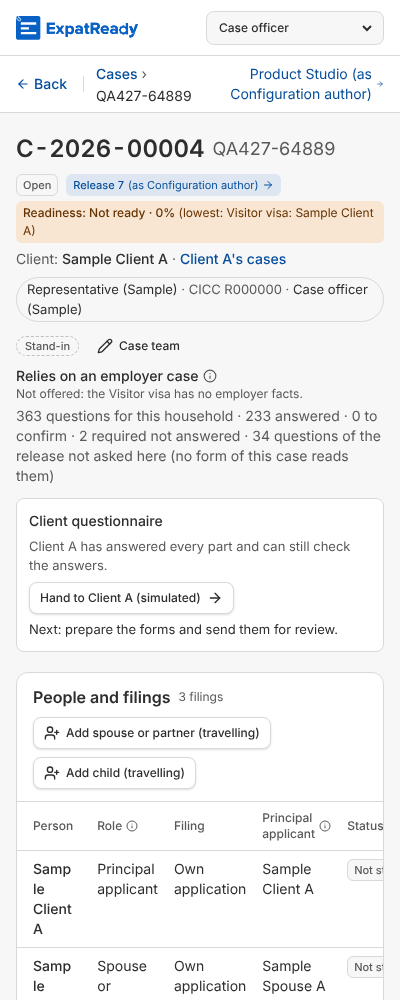 ExpatReady
Case officer
Back
Cases ›
QA427-64889
Product Studio (as
Configuration author)
C-2026-00004 QA427-64889
Open
Release 7 (as Configuration author)
Readiness: Not ready · 0% (lowest: Visitor visa: Sample Client
A)
Client: Sample Client A · Client A's cases
Representative (Sample) · CICC R000000 · Case officer
(Sample)
Stand-in
Case team
Relies on an employer case
Not offered: the Visitor visa has no employer facts.
363 questions for this household · 233 answered · 0 to
confirm · 2 required not answered · 34 questions of the
release not asked here (no form of this case reads
them)
Client questionnaire
Client A has answered every part and can still check
the answers.
Hand to Client A (simulated)
Next: prepare the forms and send them for review.
People and filings 3 filings
Add spouse or partner (travelling)
Add child (travelling)
Person Role Filing Principal applicant Status
Samp
le
Client
A
Principal
applicant
Own
application
Sample
Client A
Not st
Samp
le
Spouse
or
Own
application
Sample
Spouse A